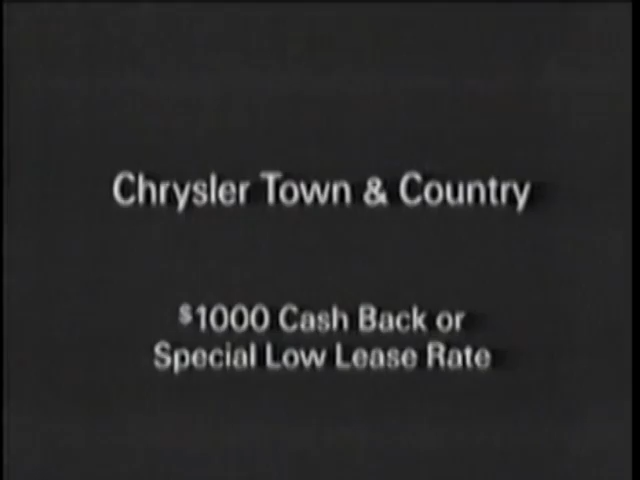 Chrysler Town & Country
$1000 Cash Back or
Special Low Lease Rate